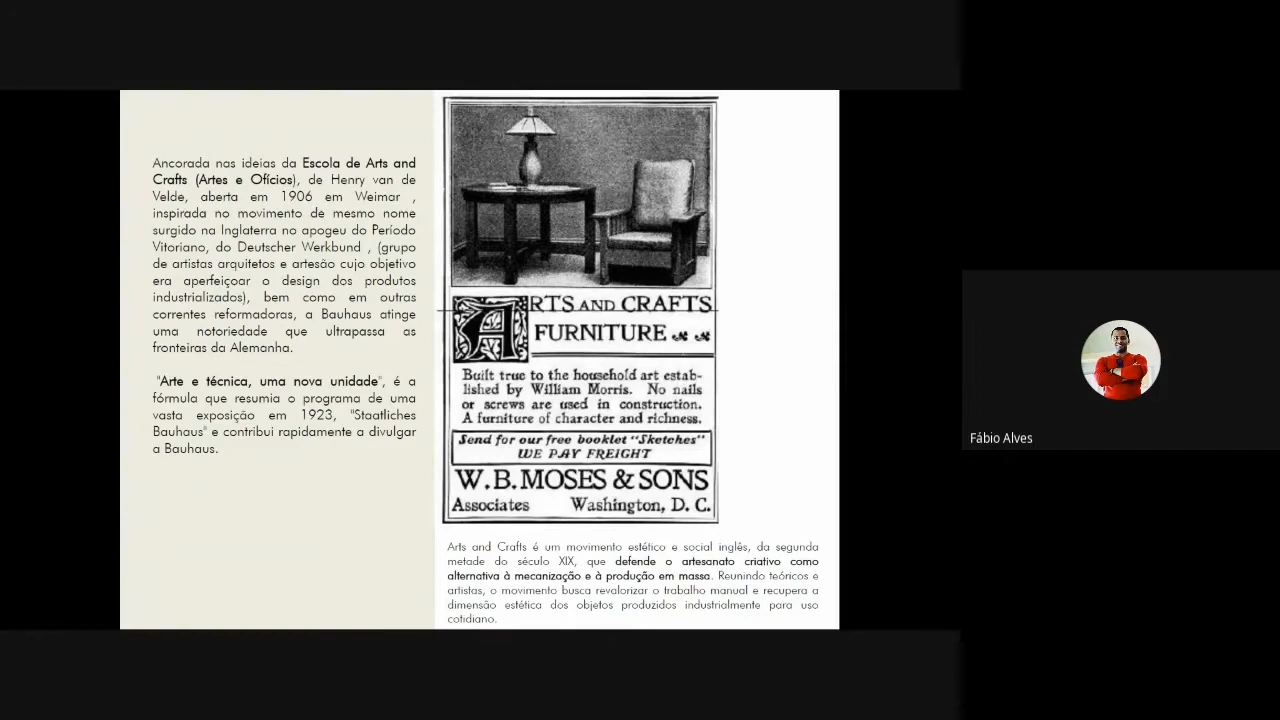 Ancorada nas ideias da Escola de Arts and
Crafts (Artes e Ofícios), de Henry van de
Velde, aberta em 1906 em Weimar ,
inspirada no movimento de mesmo nome
surgido na Inglaterra no apogeu do Período
Vitoriano, do Deutscher Werkbund , (grupo
de artistas arquitetos e artesão cujo objetivo
era aperfeiçoar o design dos produtos
industrializados), bem como em outras
correntes reformadoras, a Bauhaus atinge
uma notoriedade que ultrapassa as
fronteiras da Alemanha.
"Arte e técnica, uma nova unidade", é a
fórmula que resumia o programa de uma
vasta exposição em 1923, "Staatliches
Bauhaus" e contribui rapidamente a divulgar
a Bauhaus.
ARTS AND CRAFTS
FURNITURE
Built true to the household art estab-
lished by William Morris. No nails
or screws are used in construction.
A furniture of character and richness.
Send for our free booklet "Sketches"
WE PAY FREIGHT
W. B. MOSES & SONS
Associates Washington, D. C.
Arts and Crafts é um movimento estético e social inglês, da segunda
metade do século XIX, que defende o artesanato criativo como
alternativa à mecanização e à produção em massa. Reunindo teóricos e
artistas, o movimento busca revalorizar o trabalho manual e recupera a
dimensão estética dos objetos produzidos industrialmente para uso
cotidiano.
Fábio Alves